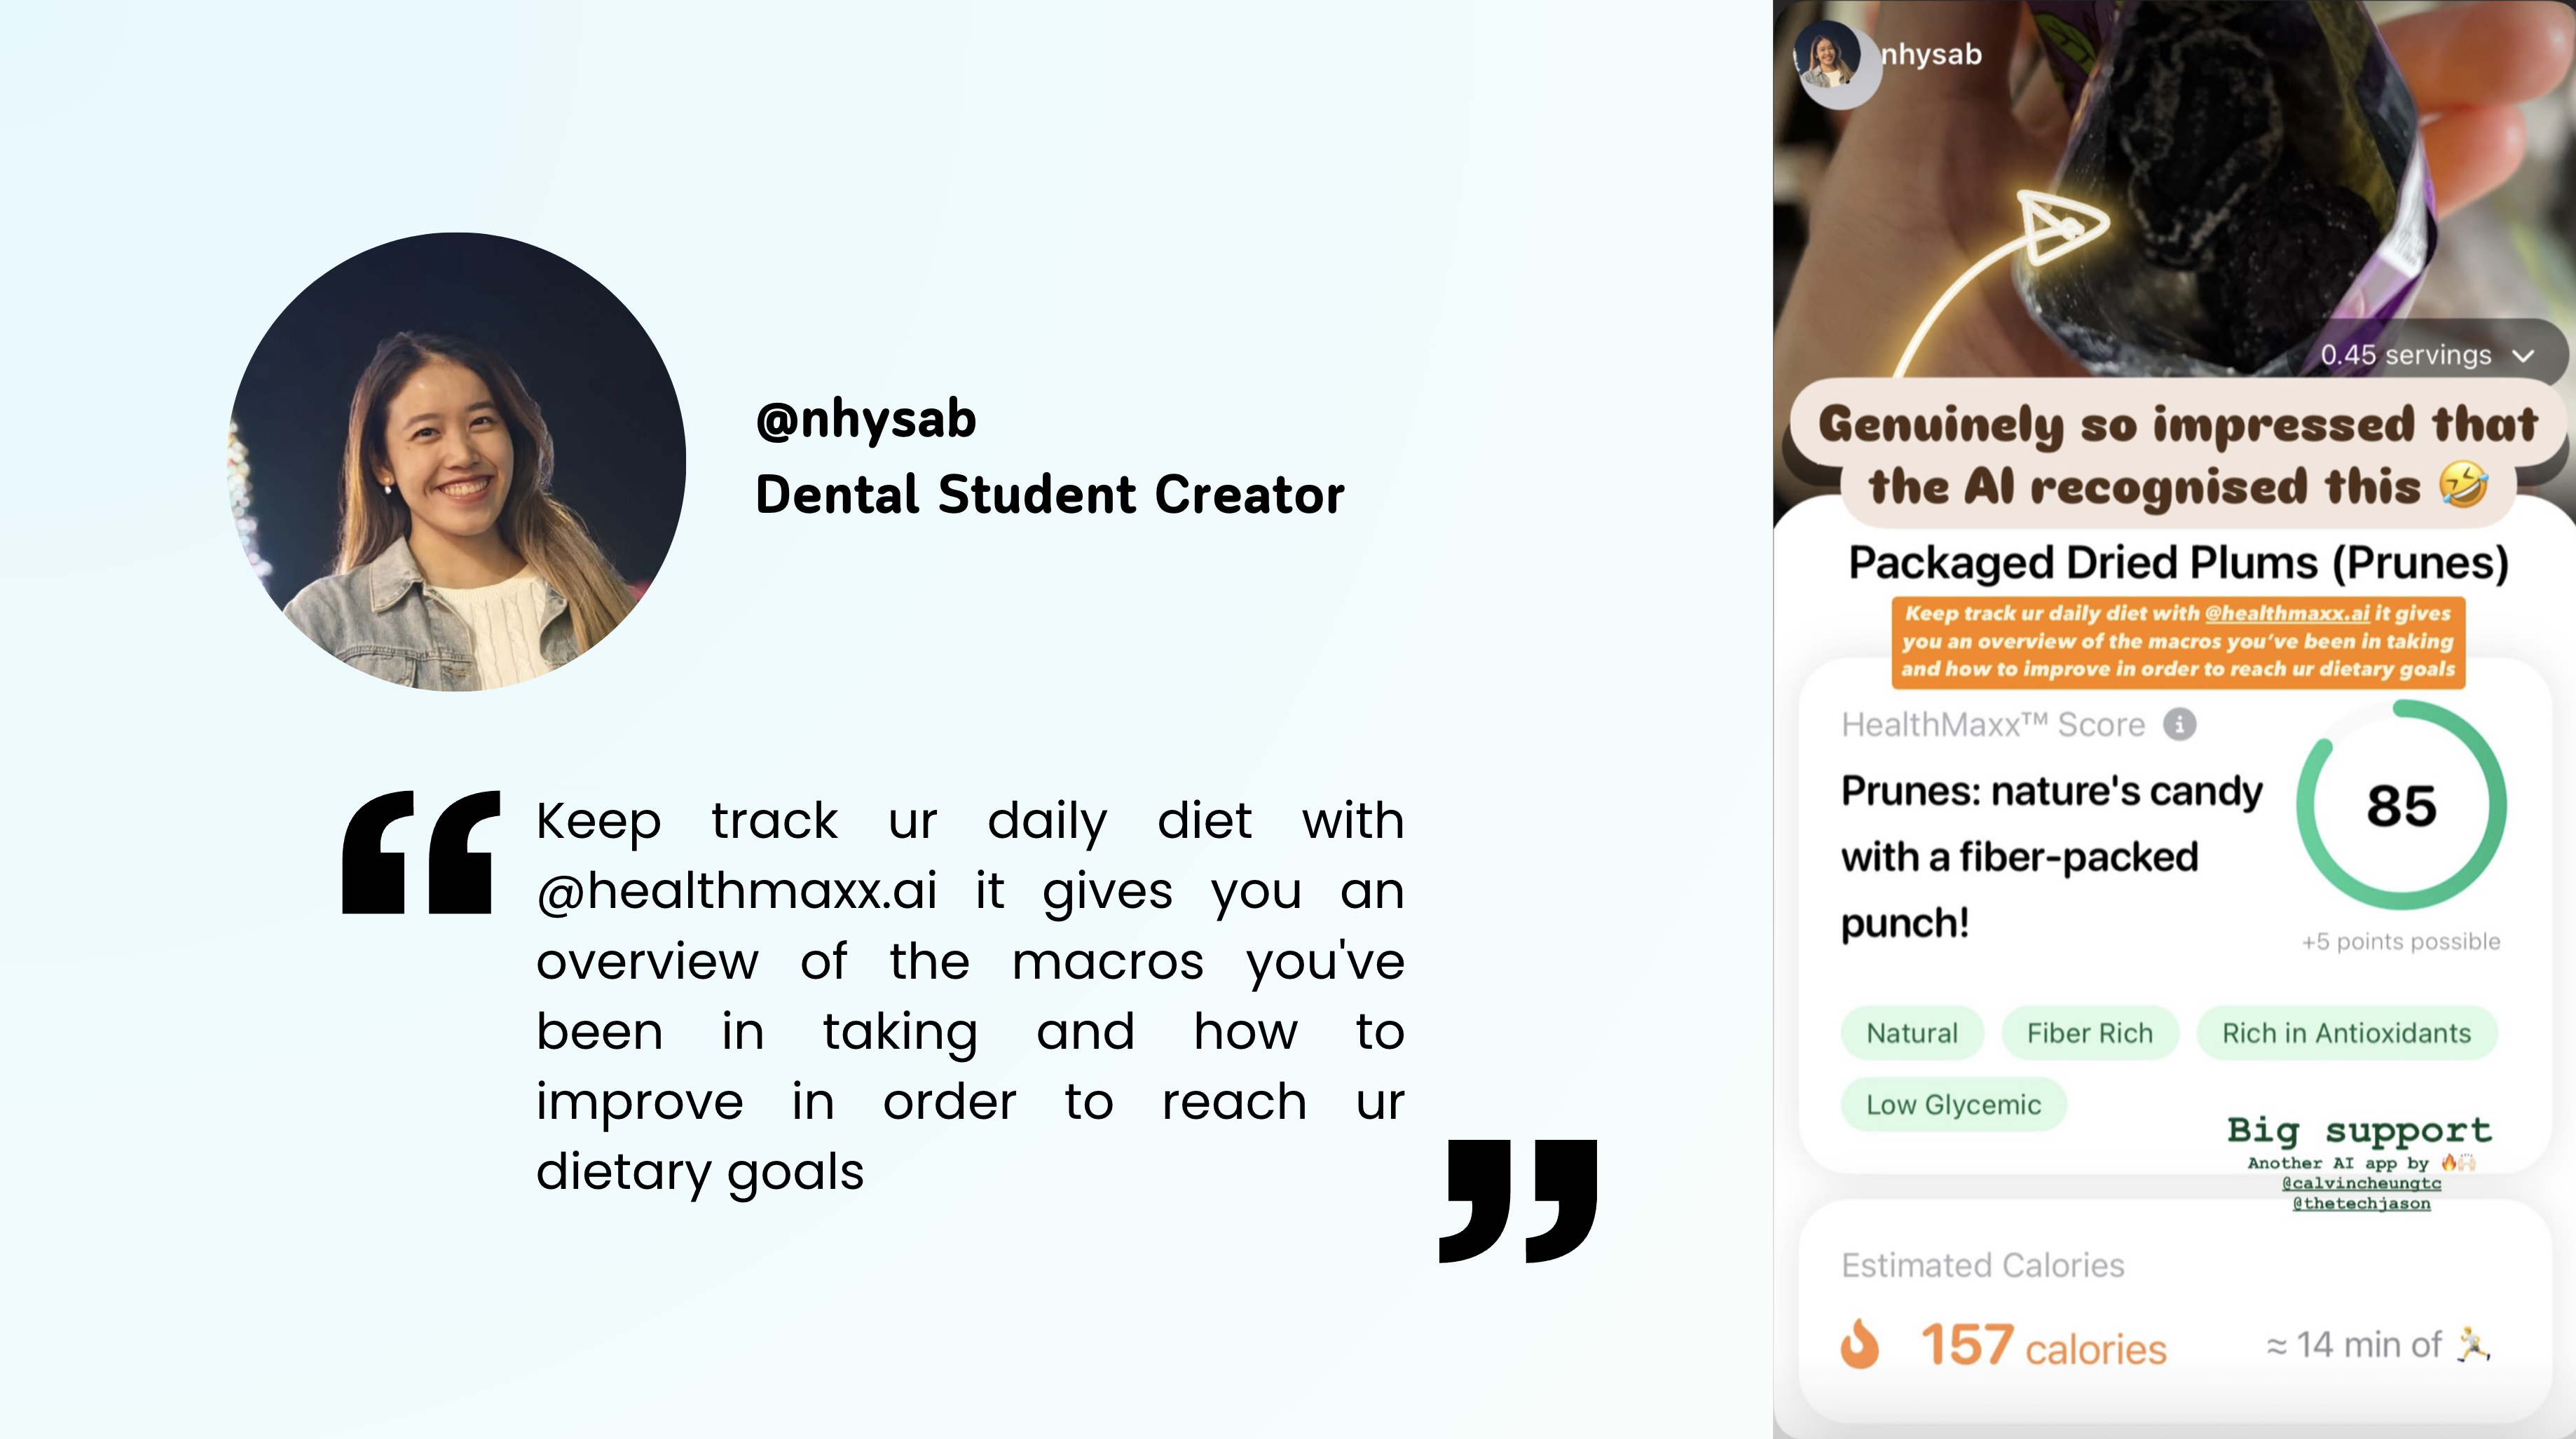 @nhysab
Dental Student Creator
“
Keep track ur daily diet with
@healthmaxx.ai it gives you an
overview of the macros you've
been in taking and how to
improve in order to reach ur
dietary goals
”
nhysab
0.45 servings
Genuinely so impressed that
the AI recognised this 🤣
Packaged Dried Plums (Prunes)
Keep track ur daily diet with @healthmaxx.ai it gives
you an overview of the macros you’ve been in taking
and how to improve in order to reach ur dietary goals
HealthMaxx™ Score
Prunes: nature's candy
with a fiber-packed
punch!
85
+5 points possible
Natural Fiber Rich Rich in Antioxidants
Low Glycemic
Big support
Another AI app by 🔥🙌🏻
@calvincheungtc
@thetechjason
Estimated Calories
157 calories ≈ 14 min of 🏃